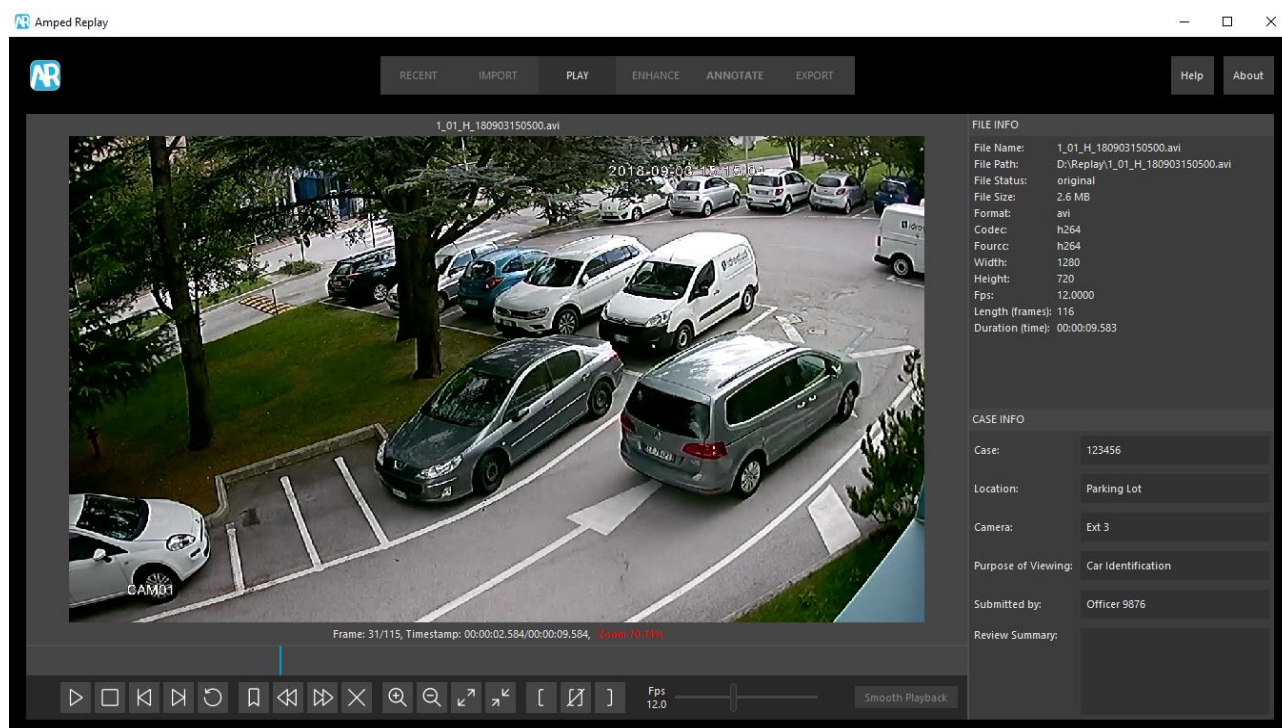 Amped Replay
RECENT IMPORT PLAY ENHANCE ANNOTATE EXPORT
Help About
1_01_H_180903150500.avi
CAM01
Frame: 31/115, Timestamp: 00:00:02.584/00:00:09.584, Zoom 70.14%
Fps
12.0
Smooth Playback
FILE INFO
File Name: 1_01_H_180903150500.avi
File Path: D:\Replay\1_01_H_180903150500.avi
File Status: original
File Size: 2.6 MB
Format: avi
Codec: h264
Fourcc: h264
Width: 1280
Height: 720
Fps: 12.0000
Length (frames): 116
Duration (time): 00:00:09.583
CASE INFO
Case: 123456
Location: Parking Lot
Camera: Ext 3
Purpose of Viewing: Car Identification
Submitted by: Officer 9876
Review Summary: